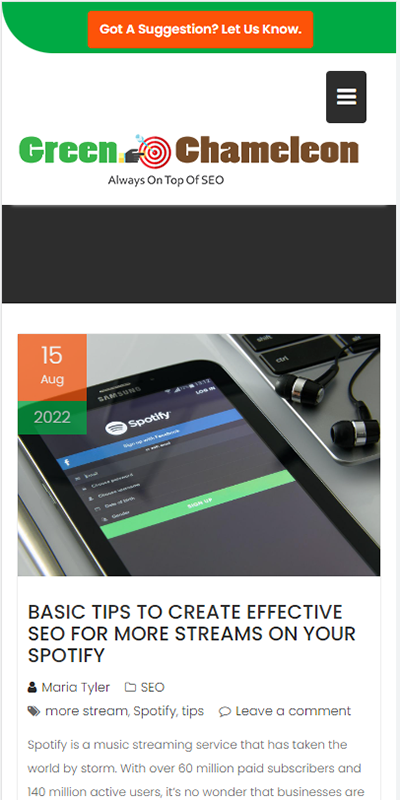 Got A Suggestion? Let Us Know.
Green Chameleon
Always On Top Of SEO
15
Aug
2022
SAMSUNG
13:12
LOG IN
Spotify
Sign up with Facebook
Email
Choose password
Choose username
Date of birth
Gender
SIGN UP
BASIC TIPS TO CREATE EFFECTIVE
SEO FOR MORE STREAMS ON YOUR
SPOTIFY
Maria Tyler SEO
more stream, Spotify, tips Leave a comment
Spotify is a music streaming service that has taken the
world by storm. With over 60 million paid subscribers and
140 million active users, it's no wonder that businesses are